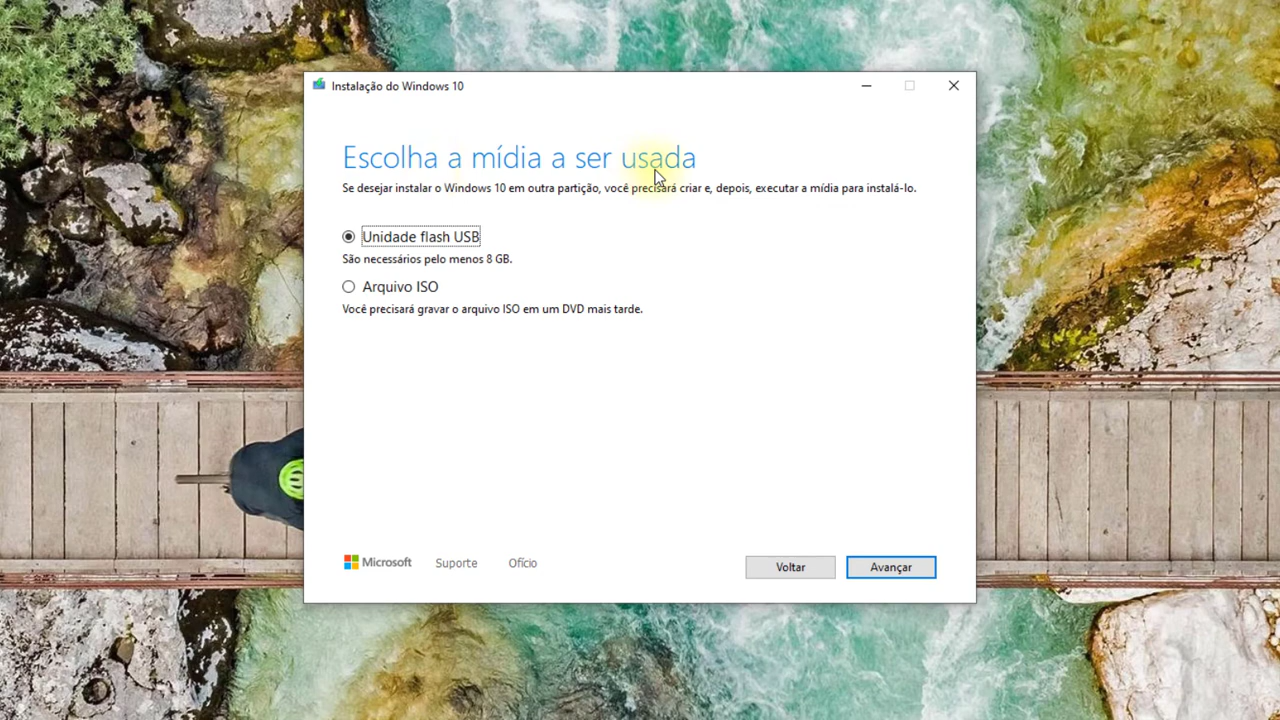 Instalação do Windows 10
Escolha a mídia a ser usada
Se desejar instalar o Windows 10 em outra partição, você precisará criar e, depois, executar a mídia para instalá-lo.
Unidade flash USB
São necessários pelo menos 8 GB.
Arquivo ISO
Você precisará gravar o arquivo ISO em um DVD mais tarde.
Microsoft Suporte Ofício Voltar Avançar